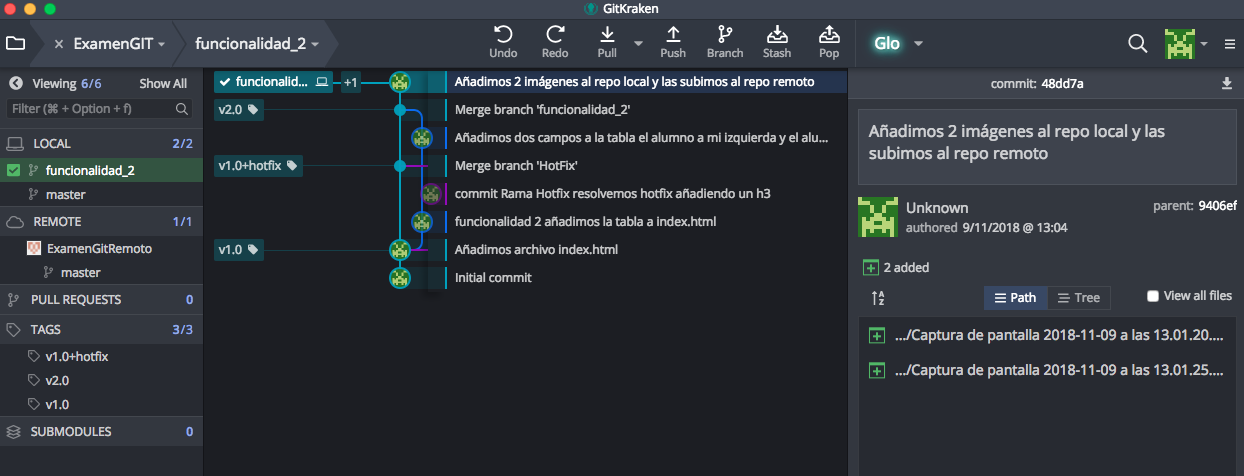 GitKraken
ExamenGIT
funcionalidad_2
Undo
Redo
Pull
Push
Branch
Stash
Pop
Glo
Viewing 6/6
Show All
Filter (⌘ + Option + f)
LOCAL
2/2
funcionalidad_2
master
REMOTE
1/1
ExamenGitRemoto
master
PULL REQUESTS
0
TAGS
3/3
v1.0+hotfix
v2.0
v1.0
SUBMODULES
0
funcionalid...
+1
Añadimos 2 imágenes al repo local y las subimos al repo remoto
v2.0
Merge branch 'funcionalidad_2'
Añadimos dos campos a la tabla el alumno a mi izquierda y el alu...
v1.0+hotfix
Merge branch 'HotFix'
commit Rama Hotfix resolvemos hotfix añadiendo un h3
funcionalidad 2 añadimos la tabla a index.html
v1.0
Añadimos archivo index.html
Initial commit
commit: 48dd7a
Añadimos 2 imágenes al repo local y las
subimos al repo remoto
Unknown
parent: 9406ef
authored 9/11/2018 @ 13:04
2 added
A
Z
Path
Tree
View all files
.../Captura de pantalla 2018-11-09 a las 13.01.20....
.../Captura de pantalla 2018-11-09 a las 13.01.25....